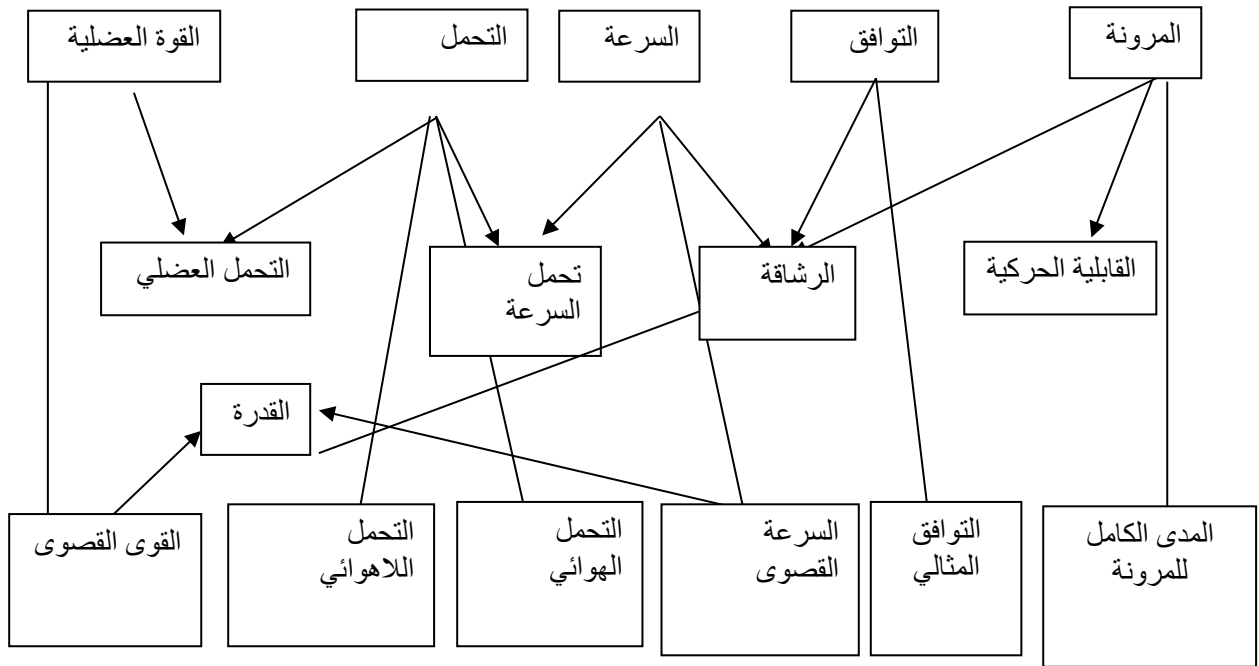 المرونة
التوافق
السرعة
التحمل
القوة العضلية
القابلية الحركية
الرشاقة
تحمل
السرعة
التحمل العضلي
القدرة
المدى الكامل
للمرونة
التوافق
المثالي
السرعة
القصوى
التحمل
الهوائي
التحمل
اللاهوائي
القوى القصوى